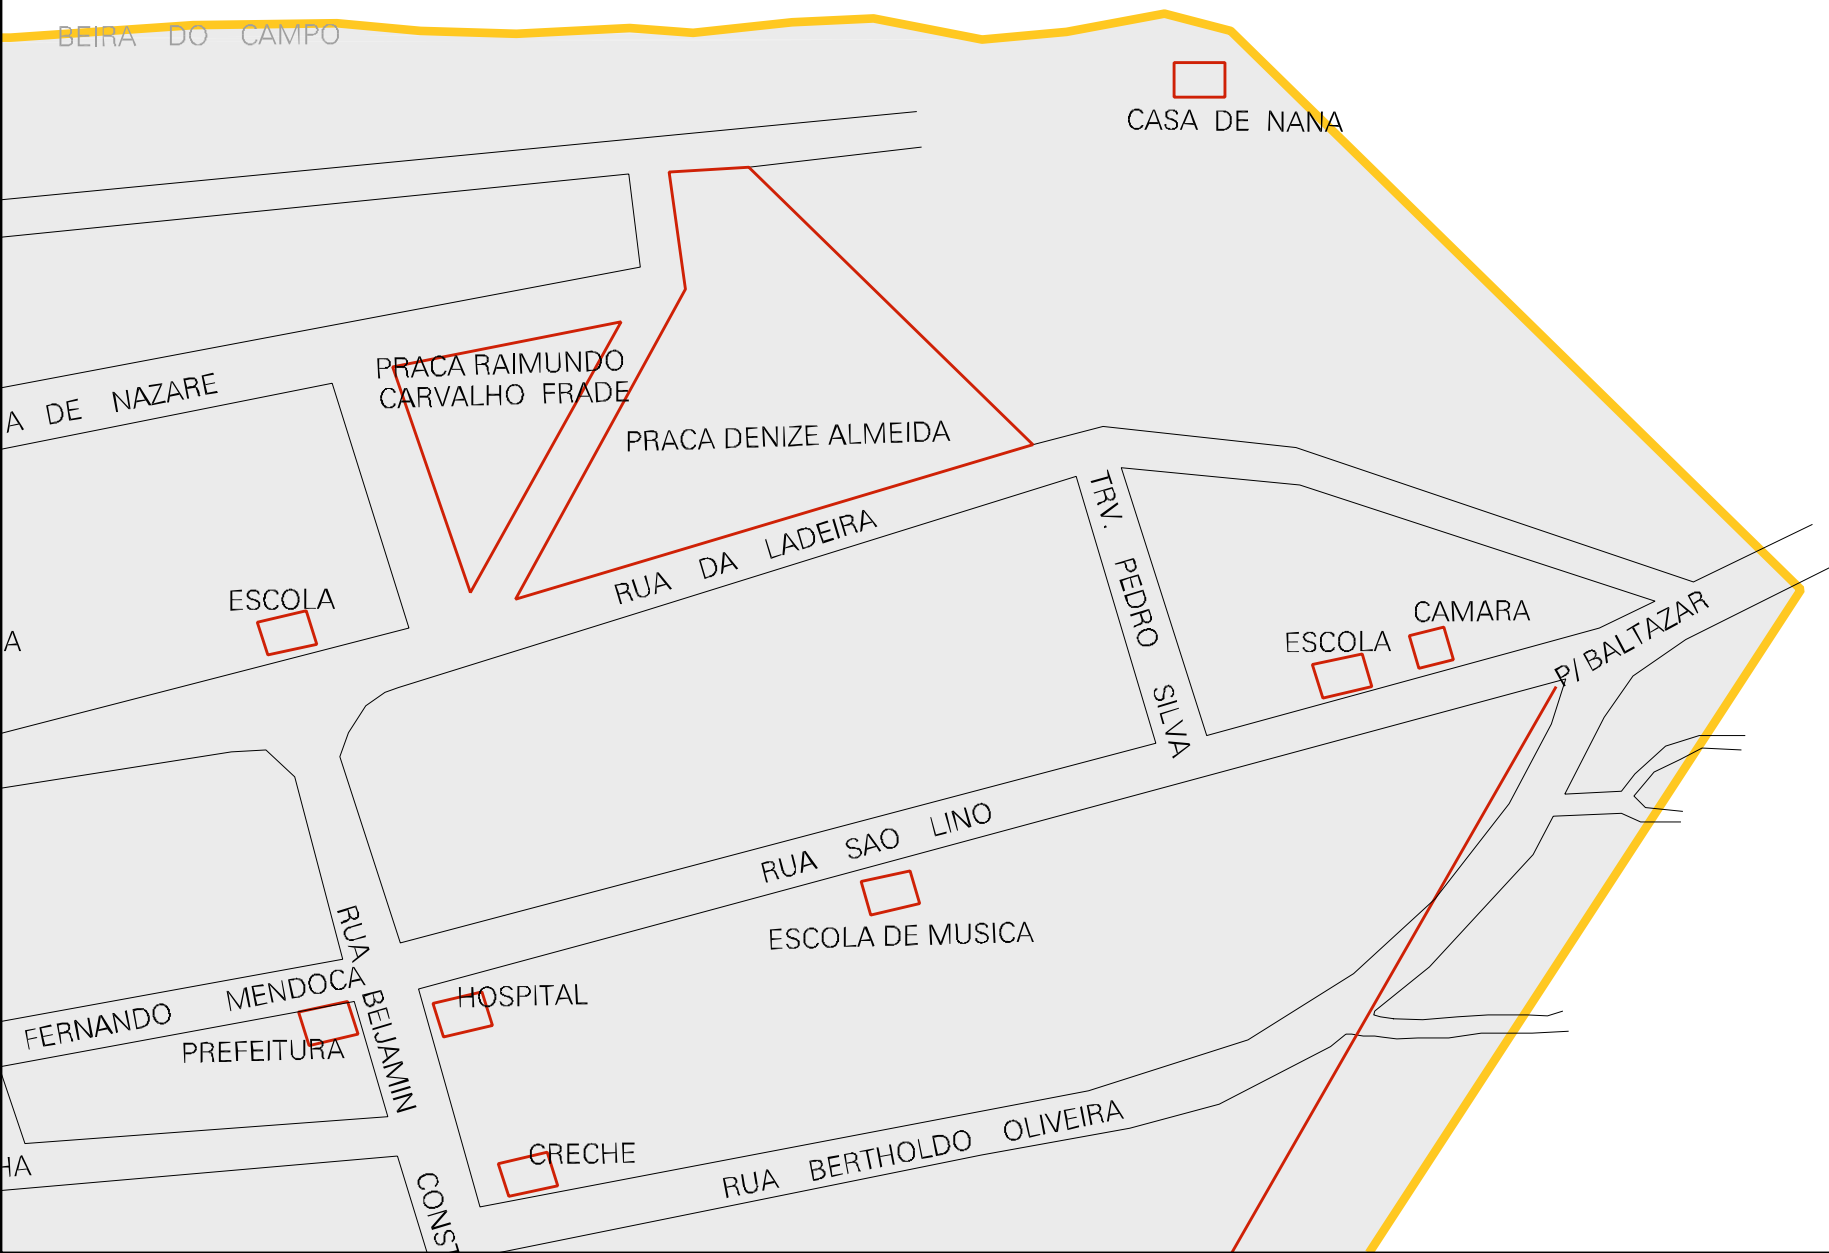 BEIRA DO CAMPO
CASA DE NANA
PRACA RAIMUNDO
CARVALHO FRADE
A DE NAZARE
PRACA DENIZE ALMEIDA
RUA DA LADEIRA
TRV. PEDRO SILVA
ESCOLA
A
CAMARA
ESCOLA
P/ BALTAZAR
RUA SAO LINO
ESCOLA DE MUSICA
RUA BEIJAMIN CONST
FERNANDO MENDOCA
HOSPITAL
PREFEITURA
CRECHE
RUA BERTHOLDO OLIVEIRA
HA